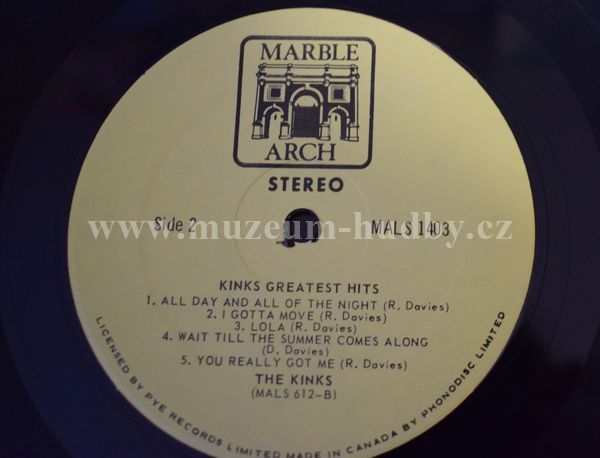 MARBLE
ARCH
STEREO
Side 2
MALS 1403
www.muzeum-hudby.cz
KINKS GREATEST HITS
1. ALL DAY AND ALL OF THE NIGHT (R. Davies)
2. I GOTTA MOVE (R. Davies)
3. LOLA (R. Davies)
4. WAIT TILL THE SUMMER COMES ALONG
(D. Davies)
5. YOU REALLY GOT ME (R. Davies)
THE KINKS
(MALS 612-B)
LICENSED BY PYE RECORDS LIMITED MADE IN CANADA BY PHONODISC LIMITED